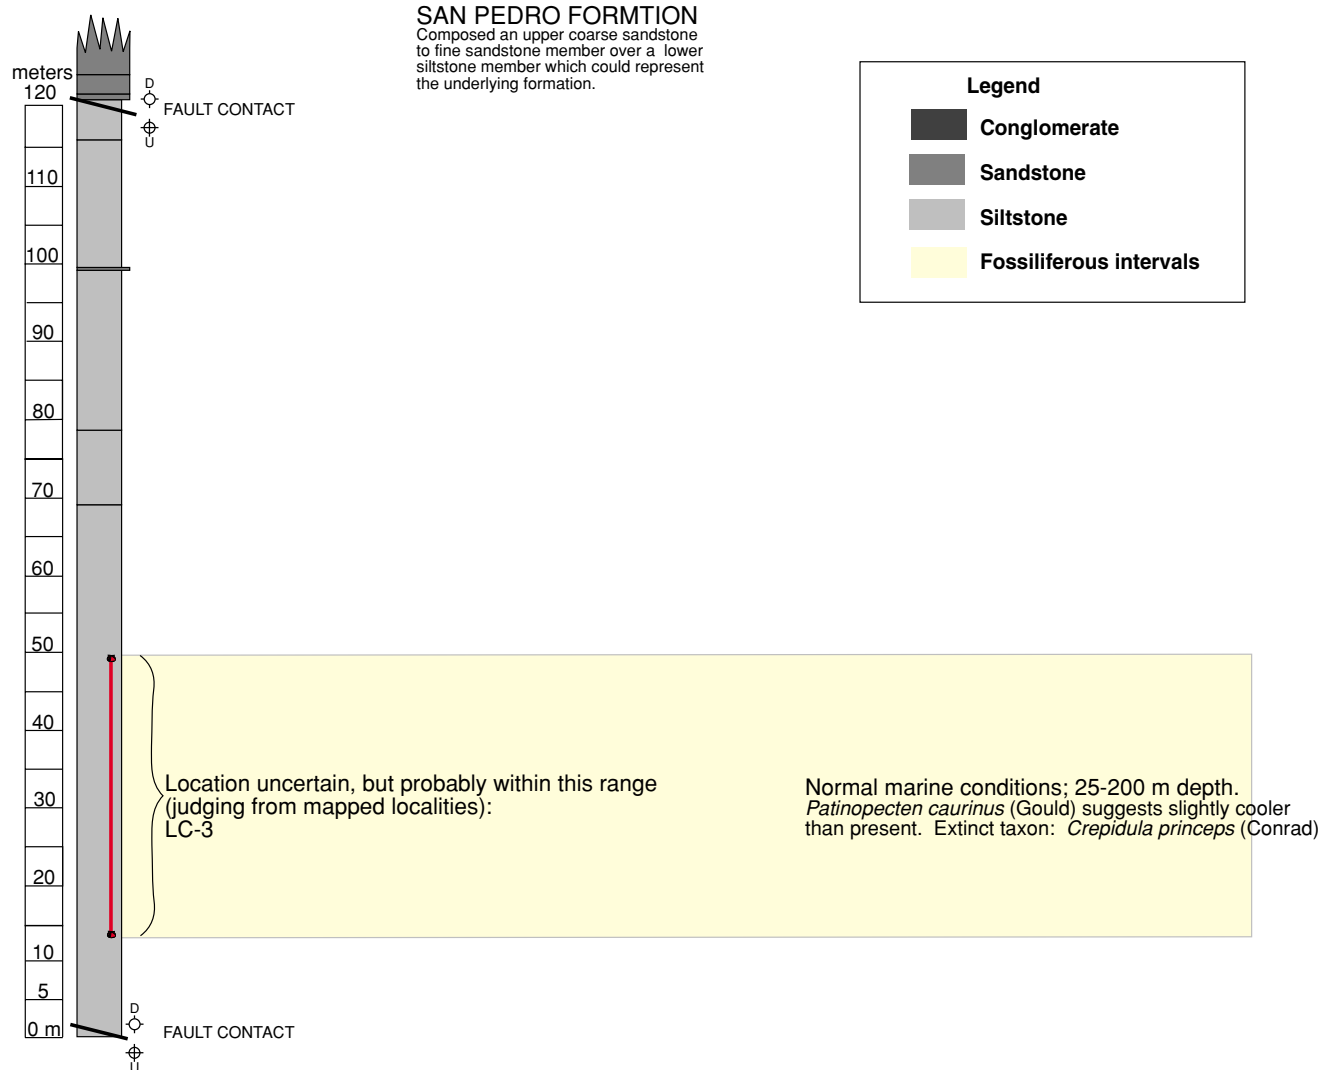 SAN PEDRO FORMTION
Composed an upper coarse sandstone
to fine sandstone member over a lower
siltstone member which could represent
the underlying formation.
Legend
Conglomerate
Sandstone
Siltstone
Fossiliferous intervals
meters
120
D
FAULT CONTACT
U
110
100
90
80
70
60
50
40
30
20
10
5
0 m
Location uncertain, but probably within this range
(judging from mapped localities):
LC-3
Normal marine conditions; 25-200 m depth.
Patinopecten caurinus (Gould) suggests slightly cooler
than present. Extinct taxon: Crepidula princeps (Conrad)
D
FAULT CONTACT
U